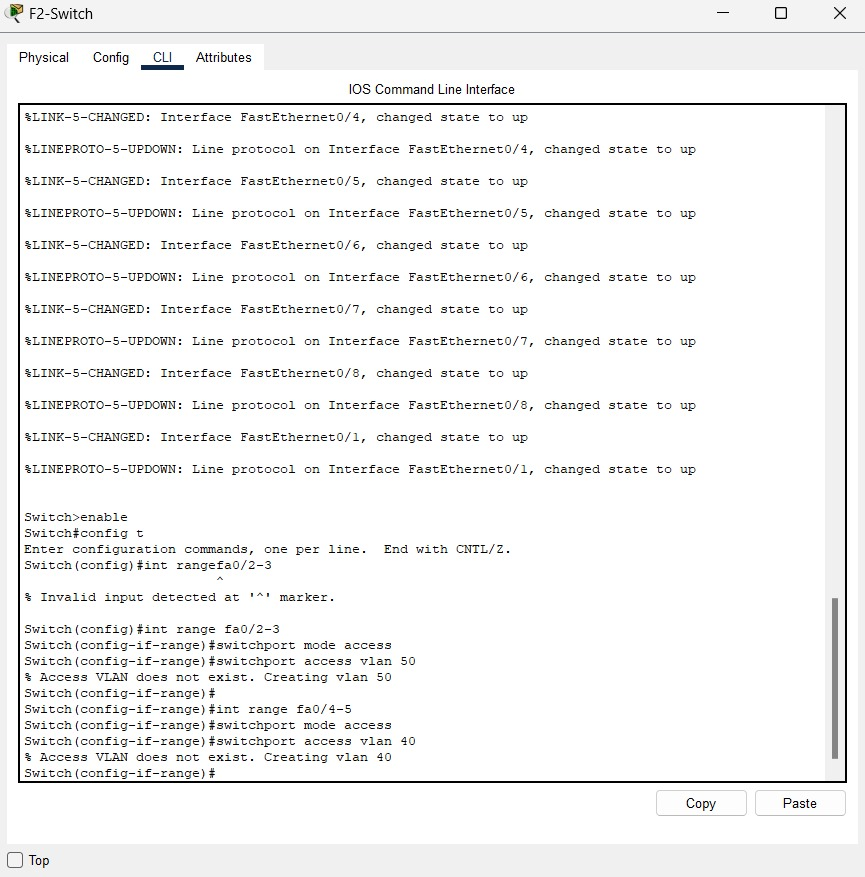 F2-Switch
Physical Config CLI Attributes
IOS Command Line Interface
%LINK-5-CHANGED: Interface FastEthernet0/4, changed state to up
%LINEPROTO-5-UPDOWN: Line protocol on Interface FastEthernet0/4, changed state to up
%LINK-5-CHANGED: Interface FastEthernet0/5, changed state to up
%LINEPROTO-5-UPDOWN: Line protocol on Interface FastEthernet0/5, changed state to up
%LINK-5-CHANGED: Interface FastEthernet0/6, changed state to up
%LINEPROTO-5-UPDOWN: Line protocol on Interface FastEthernet0/6, changed state to up
%LINK-5-CHANGED: Interface FastEthernet0/7, changed state to up
%LINEPROTO-5-UPDOWN: Line protocol on Interface FastEthernet0/7, changed state to up
%LINK-5-CHANGED: Interface FastEthernet0/8, changed state to up
%LINEPROTO-5-UPDOWN: Line protocol on Interface FastEthernet0/8, changed state to up
%LINK-5-CHANGED: Interface FastEthernet0/1, changed state to up
%LINEPROTO-5-UPDOWN: Line protocol on Interface FastEthernet0/1, changed state to up
Switch>enable
Switch#config t
Enter configuration commands, one per line.  End with CNTL/Z.
Switch(config)#int rangefa0/2-3
^
% Invalid input detected at '^' marker.
Switch(config)#int range fa0/2-3
Switch(config-if-range)#switchport mode access
Switch(config-if-range)#switchport access vlan 50
% Access VLAN does not exist. Creating vlan 50
Switch(config-if-range)#
Switch(config-if-range)#int range fa0/4-5
Switch(config-if-range)#switchport mode access
Switch(config-if-range)#switchport access vlan 40
% Access VLAN does not exist. Creating vlan 40
Switch(config-if-range)#
Copy Paste
Top